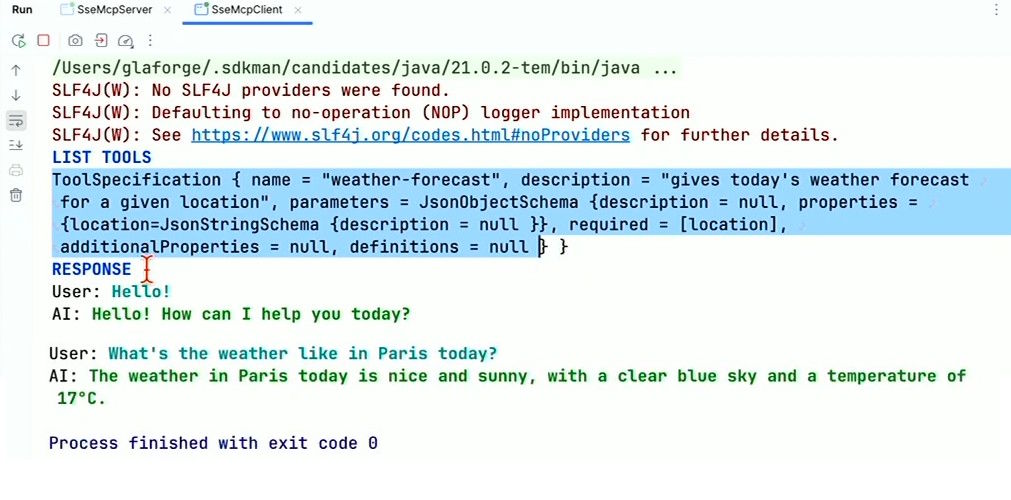 Run SseMcpServer × SseMcpClient ×
/Users/glaforge/.sdkman/candidates/java/21.0.2-tem/bin/java ...
SLF4J(W): No SLF4J providers were found.
SLF4J(W): Defaulting to no-operation (NOP) logger implementation
SLF4J(W): See https://www.slf4j.org/codes.html#noProviders for further details.
LIST TOOLS
ToolSpecification { name = "weather-forecast", description = "gives today's weather forecast
for a given location", parameters = JsonObjectSchema {description = null, properties =
{location=JsonStringSchema {description = null }}, required = [location],
additionalProperties = null, definitions = null } }
RESPONSE
User: Hello!
AI: Hello! How can I help you today?
User: What's the weather like in Paris today?
AI: The weather in Paris today is nice and sunny, with a clear blue sky and a temperature of
17°C.
Process finished with exit code 0